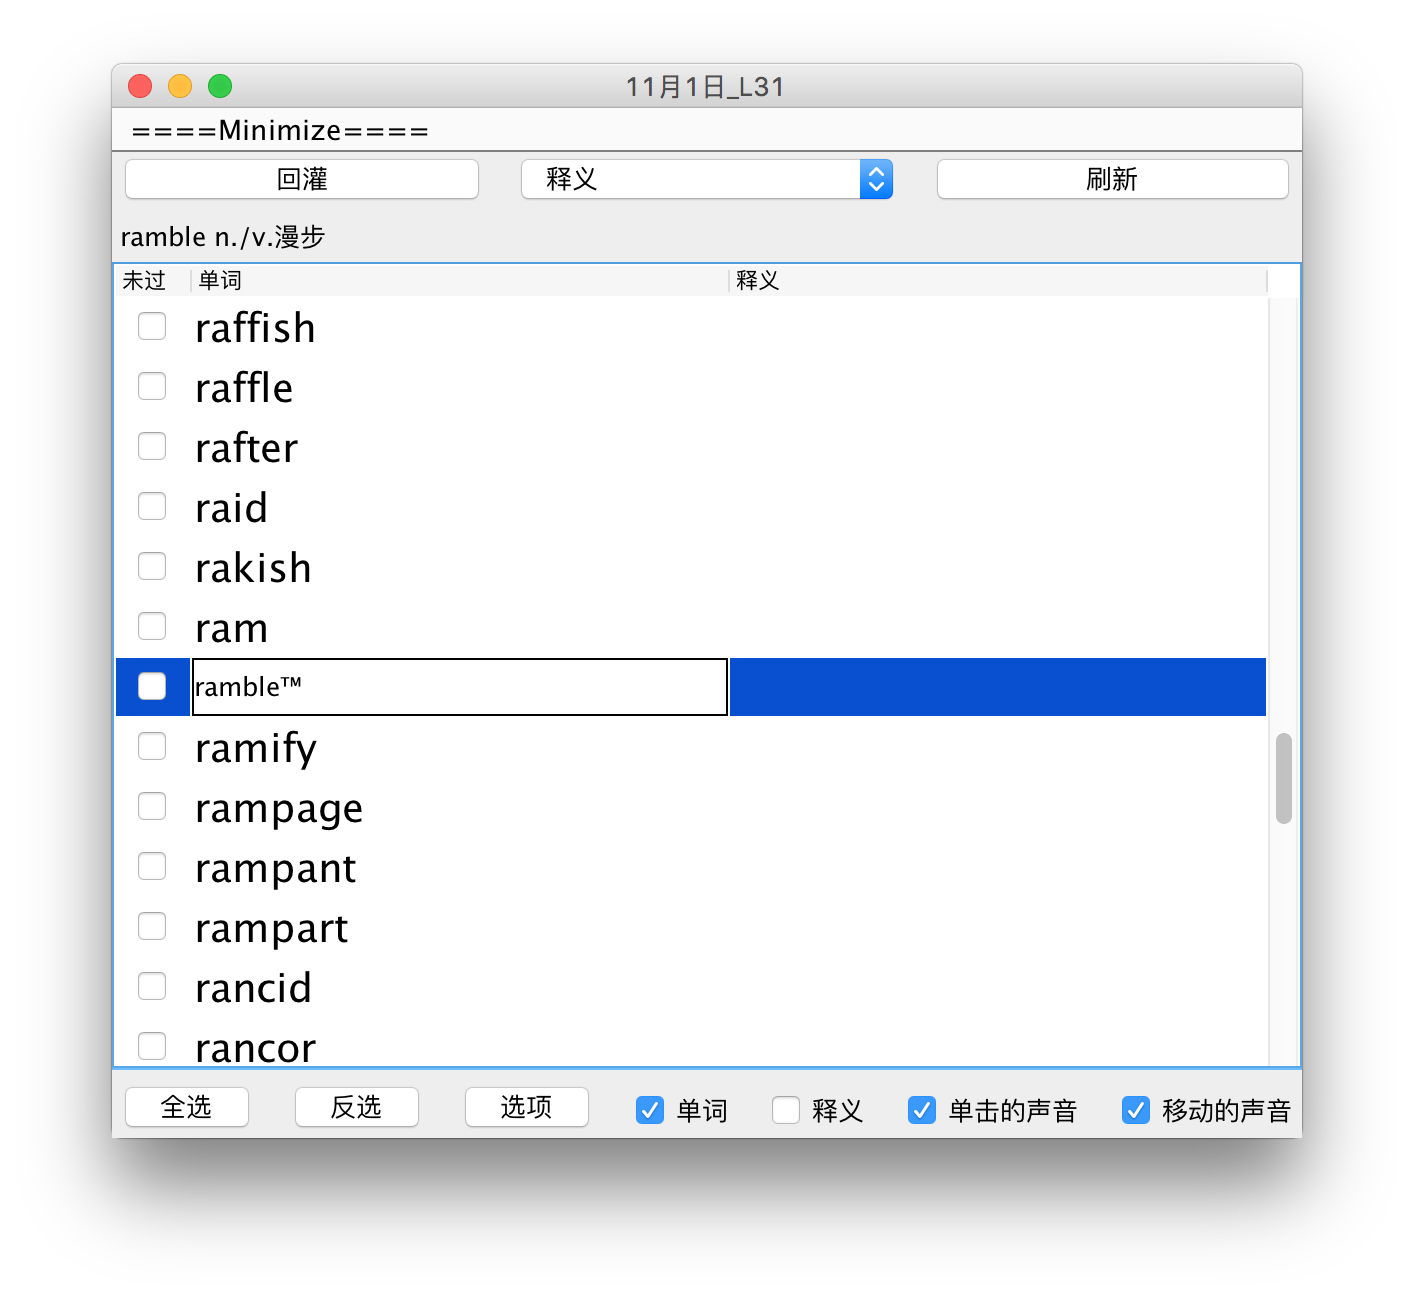 11月1日_L31
====Minimize====
回灌 释义 刷新
ramble n./v.漫步
未过 单词 释义
raffish
raffle
rafter
raid
rakish
ram
ramble™
ramify
rampage
rampant
rampart
rancid
rancor
全选 反选 选项 单词 释义 单击的声音 移动的声音